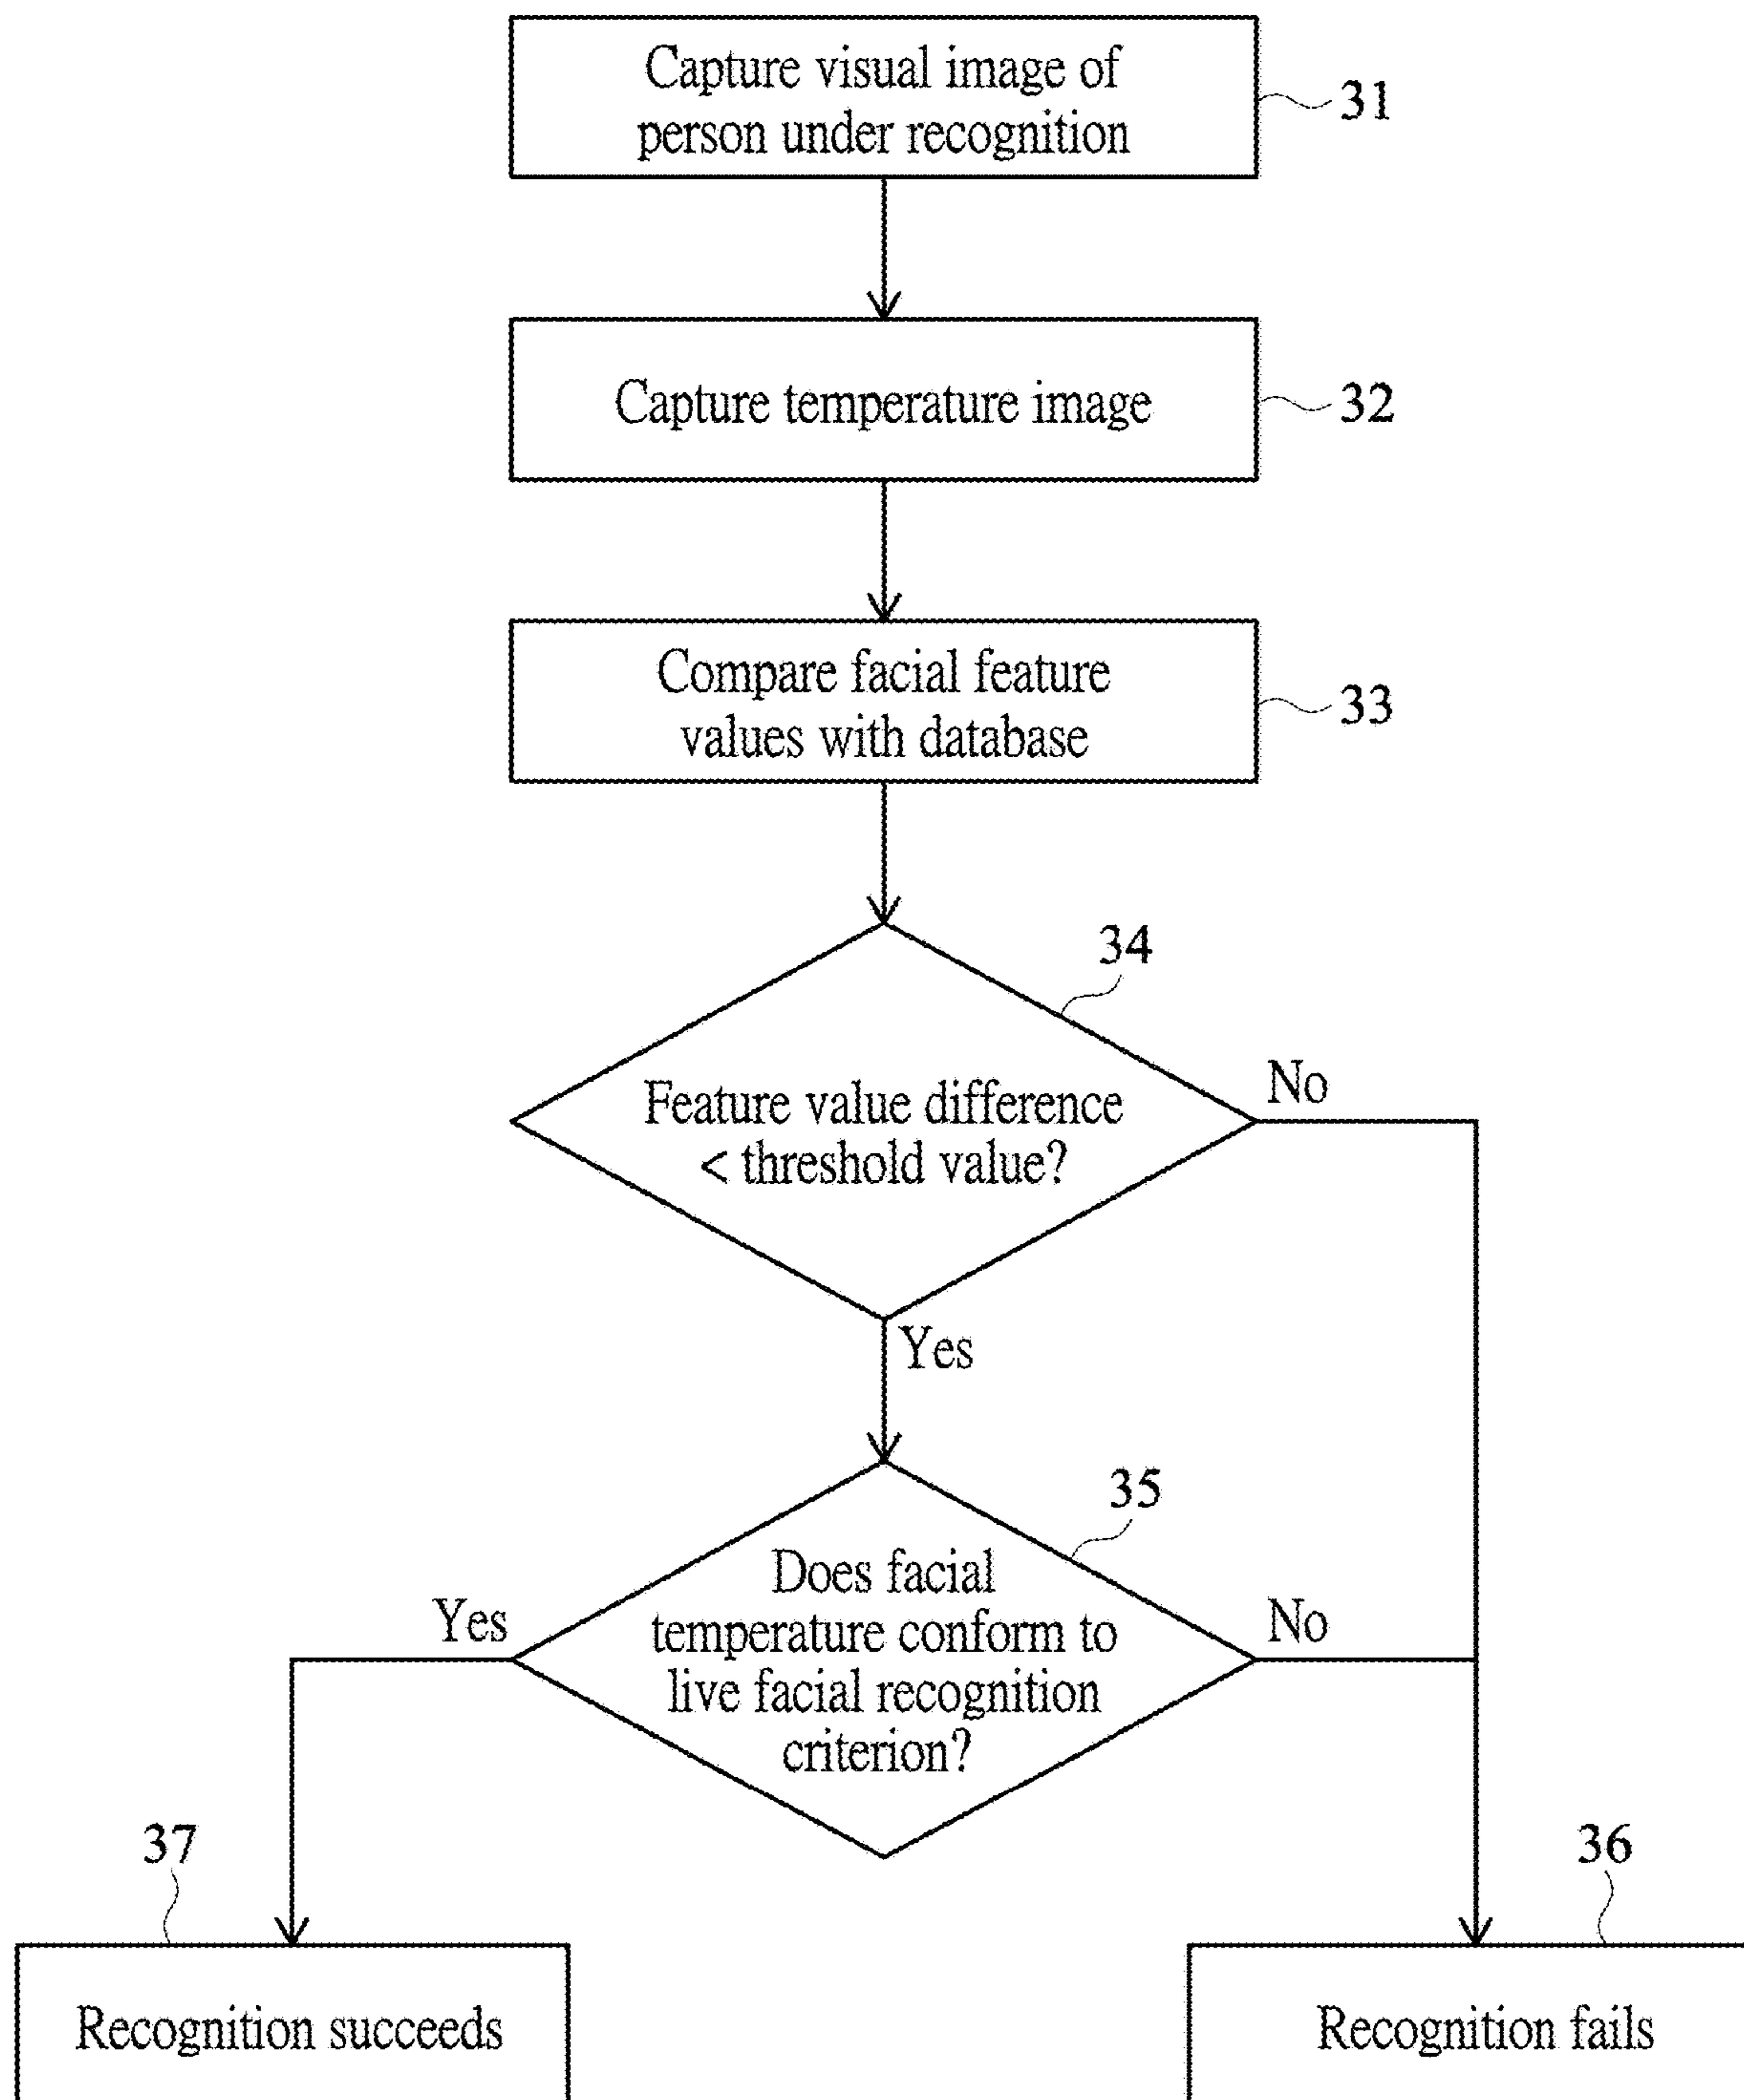 Capture visual image of
person under recognition
31
Capture temperature image
32
Compare facial feature
values with database
33
34
Feature value difference
< threshold value?
No
Yes
35
Does facial
temperature conform to
live facial recognition
criterion?
Yes
No
37
36
Recognition succeeds
Recognition fails